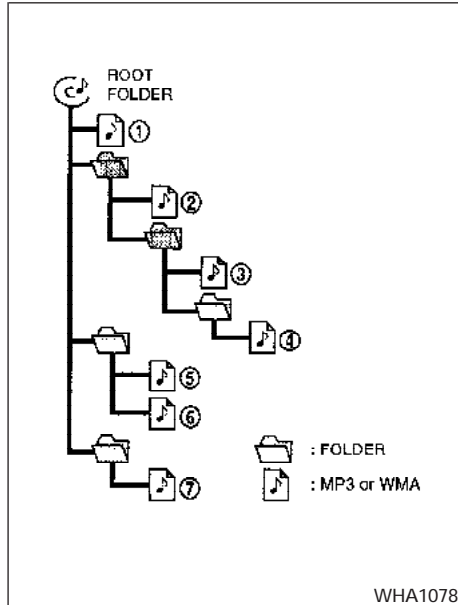 ROOT
FOLDER
①
②
③
④
⑤
⑥
: FOLDER
⑦
: MP3 or WMA
WHA1078